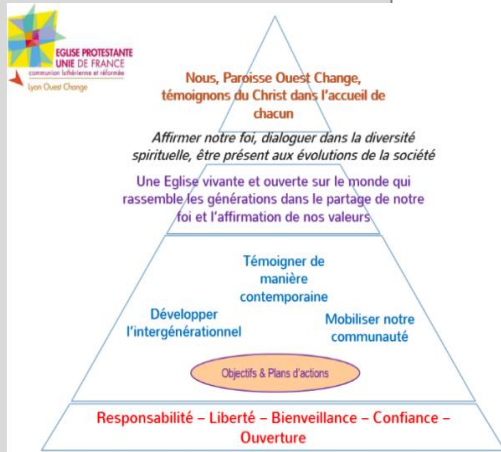 EGLISE PROTESTANTE
UNIE DE FRANCE
communion luthérienne et réformée
Lyon Ouest Change
Nous, Paroisse Ouest Change,
témoignons du Christ dans l'accueil de
chacun
Affirmer notre foi, dialoguer dans la diversité
spirituelle, être présent aux évolutions de la société
Une Eglise vivante et ouverte sur le monde qui
rassemble les générations dans le partage de notre
foi et l'affirmation de nos valeurs
Témoigner de
manière
contemporaine
Développer
l'intergénérationnel
Mobiliser notre
communauté
Objectifs & Plans d'actions
Responsabilité – Liberté – Bienveillance – Confiance –
Ouverture